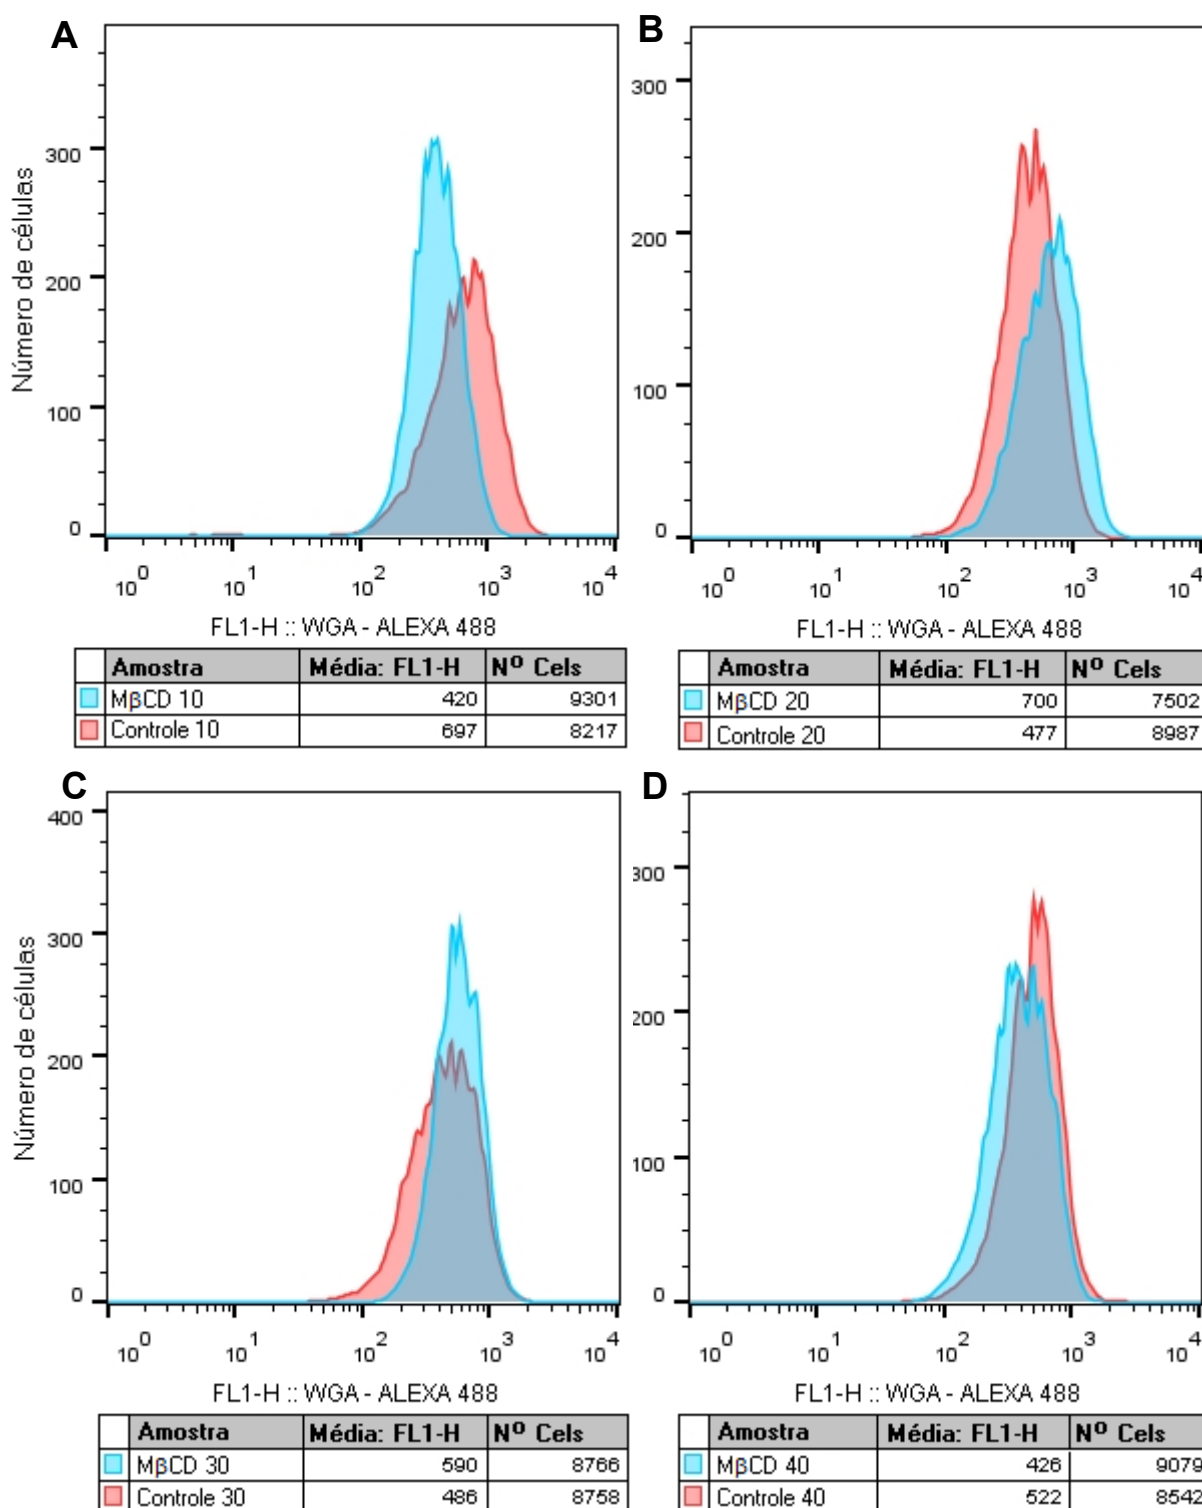 A
Número de células
300
200
100
0
10^0 10^1 10^2 10^3 10^4
FL1-H :: WGA - ALEXA 488
Amostra Média: FL1-H Nº Cels
MβCD 10 420 9301
Controle 10 697 8217
B
300
200
100
0
10^0 10^1 10^2 10^3 10^4
FL1-H :: WGA - ALEXA 488
Amostra Média: FL1-H Nº Cels
MβCD 20 700 7502
Controle 20 477 8987
C
Número de células
400
300
200
100
0
10^0 10^1 10^2 10^3 10^4
FL1-H :: WGA - ALEXA 488
Amostra Média: FL1-H Nº Cels
MβCD 30 590 8766
Controle 30 486 8758
D
300
200
100
0
10^0 10^1 10^2 10^3 10^4
FL1-H :: WGA - ALEXA 488
Amostra Média: FL1-H Nº Cels
MβCD 40 426 9079
Controle 40 522 8542